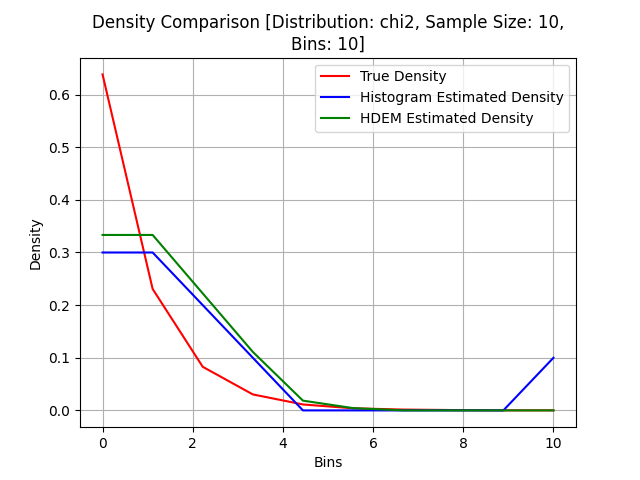 Density Comparison [Distribution: chi2, Sample Size: 10,
Bins: 10]
True Density
Histogram Estimated Density
HDEM Estimated Density
Density
0.6
0.5
0.4
0.3
0.2
0.1
0.0
0 2 4 6 8 10
Bins